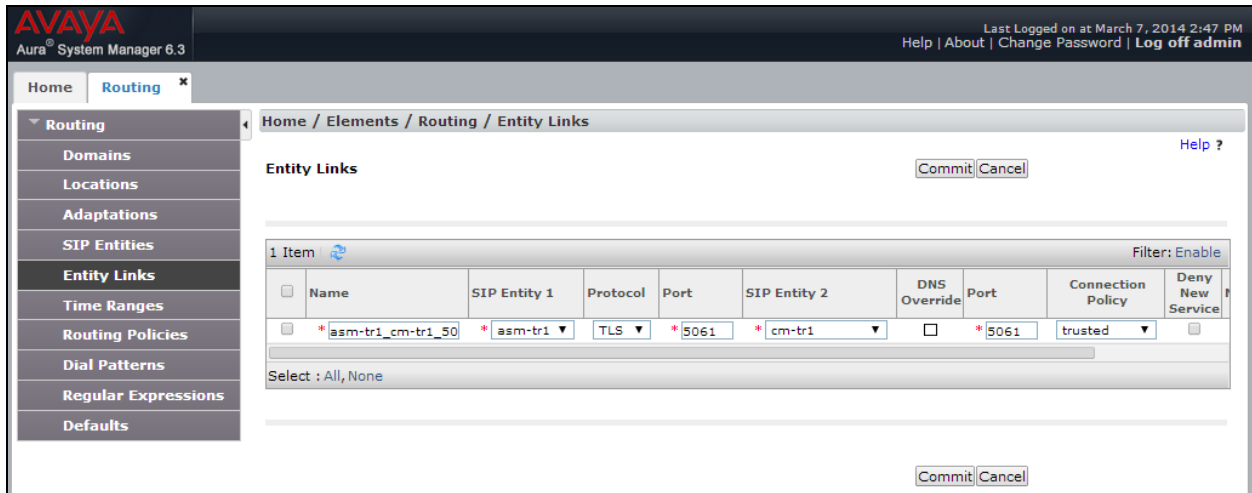 AVAYA
Aura® System Manager 6.3
Last Logged on at March 7, 2014 2:47 PM
Help | About | Change Password | Log off admin
Home
Routing ×
Routing
Domains
Locations
Adaptations
SIP Entities
Entity Links
Time Ranges
Routing Policies
Dial Patterns
Regular Expressions
Defaults
Home / Elements / Routing / Entity Links
Help ?
Entity Links
Commit Cancel
1 Item
Filter: Enable
Name SIP Entity 1 Protocol Port SIP Entity 2 DNS Override Port Connection Policy Deny New Service
* asm-tr1_cm-tr1_50 * asm-tr1 TLS * 5061 * cm-tr1 * 5061 trusted
Select : All, None
Commit Cancel